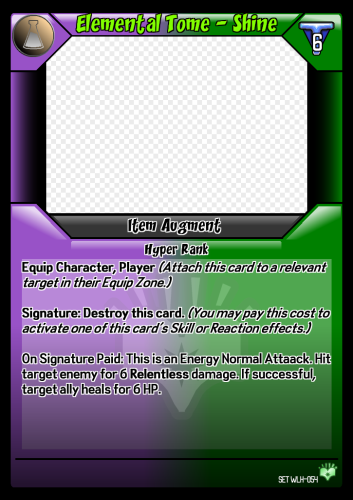 Elemental Tome - Shine
6
Item Augment
Hyper Rank
Equip Character, Player (Attach this card to a relevant
target in their Equip Zone.)
Signature: Destroy this card. (You may pay this cost to
activate one of this card's Skill or Reaction effects.)
On Signature Paid: This is an Energy Normal Attaack. Hit
target enemy for 6 Relentless damage. If successful,
target ally heals for 6 HP.
SET WLH-054